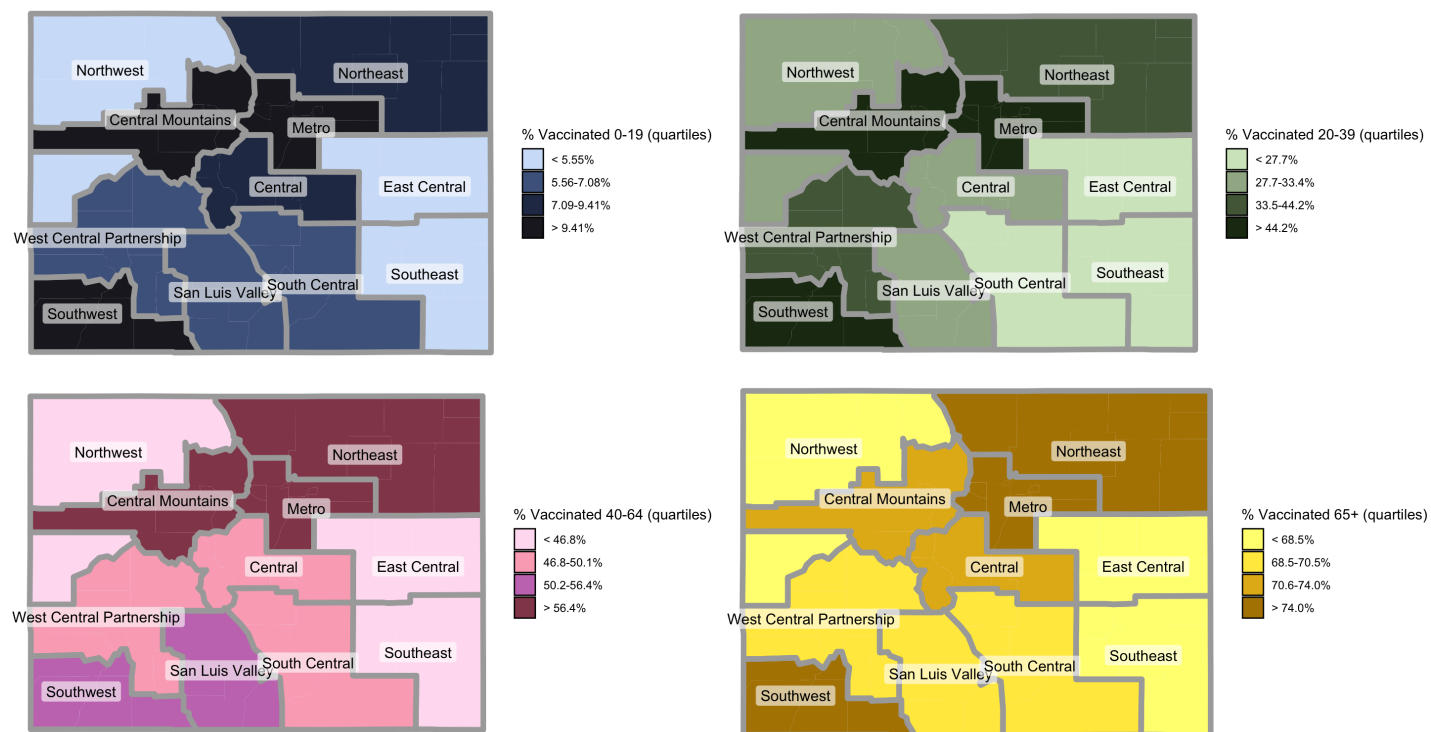 Northwest
Northeast
Central Mountains
Metro
Central
East Central
West Central Partnership
Southeast
San Luis Valley
South Central
Southwest
% Vaccinated 0-19 (quartiles)
< 5.55%
5.56-7.08%
7.09-9.41%
> 9.41%
Northwest
Northeast
Central Mountains
Metro
Central
East Central
West Central Partnership
Southeast
San Luis Valley
South Central
Southwest
% Vaccinated 20-39 (quartiles)
< 27.7%
27.7-33.4%
33.5-44.2%
> 44.2%
Northwest
Northeast
Central Mountains
Metro
Central
East Central
West Central Partnership
Southeast
San Luis Valley
South Central
Southwest
% Vaccinated 40-64 (quartiles)
< 46.8%
46.8-50.1%
50.2-56.4%
> 56.4%
Northwest
Northeast
Central Mountains
Metro
Central
East Central
West Central Partnership
Southeast
San Luis Valley
South Central
Southwest
% Vaccinated 65+ (quartiles)
< 68.5%
68.5-70.5%
70.6-74.0%
> 74.0%